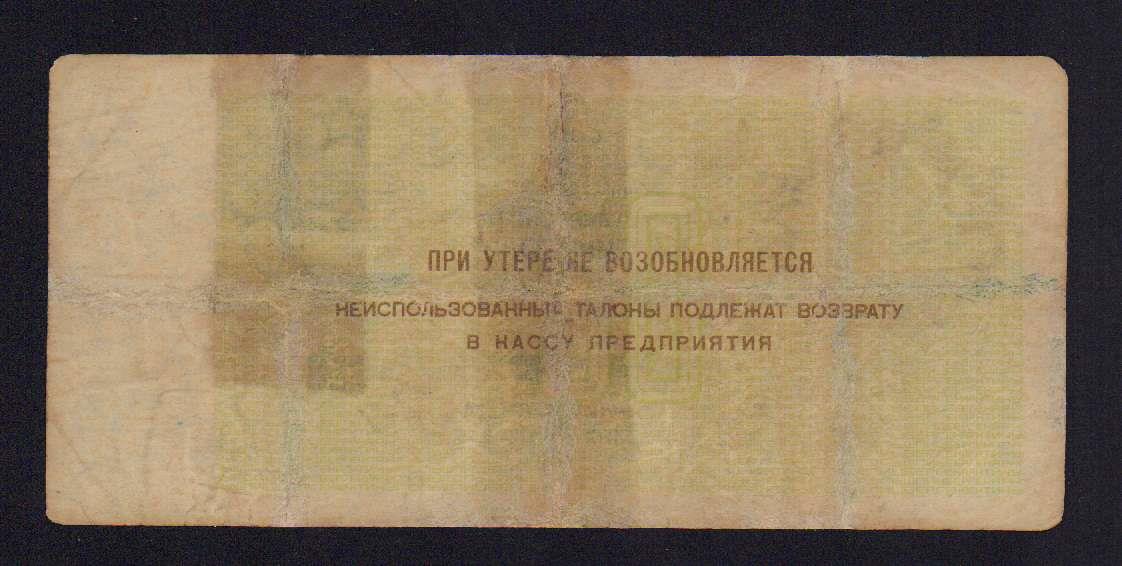 ПРИ УТЕРЕ НЕ ВОЗОБНОВЛЯЕТСЯ
НЕИСПОЛЬЗОВАННЫЕ ТАЛОНЫ ПОДЛЕЖАТ ВОЗВРАТУ
В КАССУ ПРЕДПРИЯТИЯ